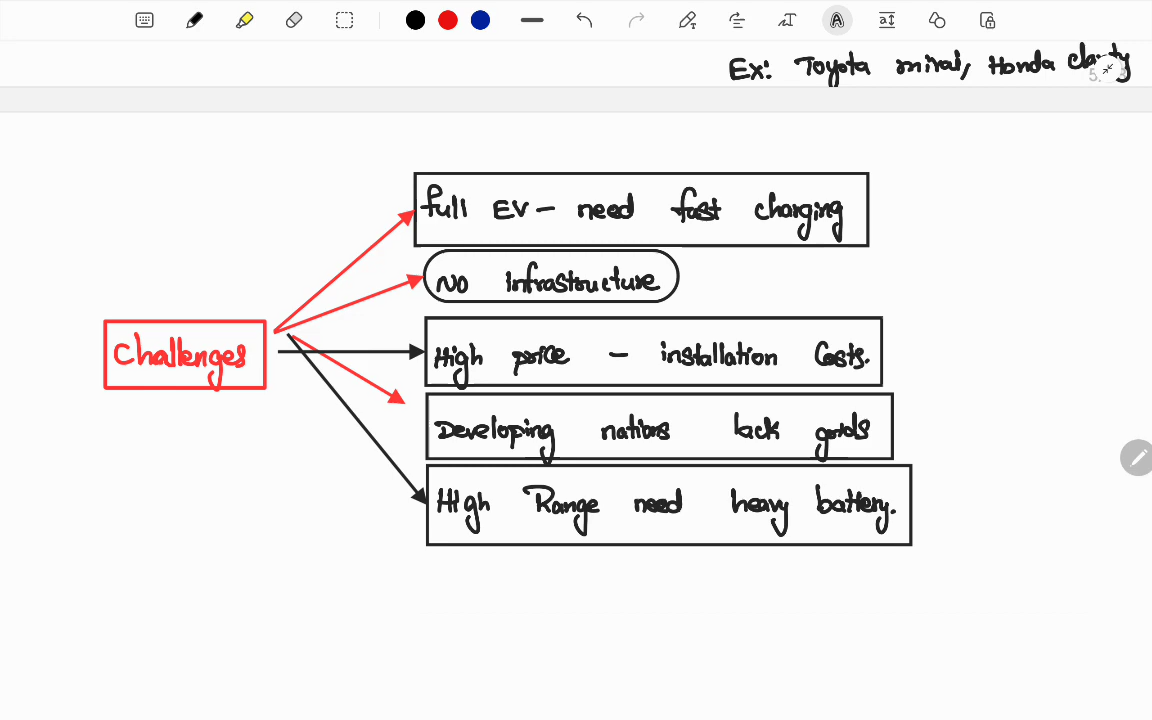 Ex: Toyota mirai, Honda clarity
full EV - need fast charging
NO infrastructure
Challenges
High price - installation Costs.
Developing nations lack grids
High Range need heavy battery.